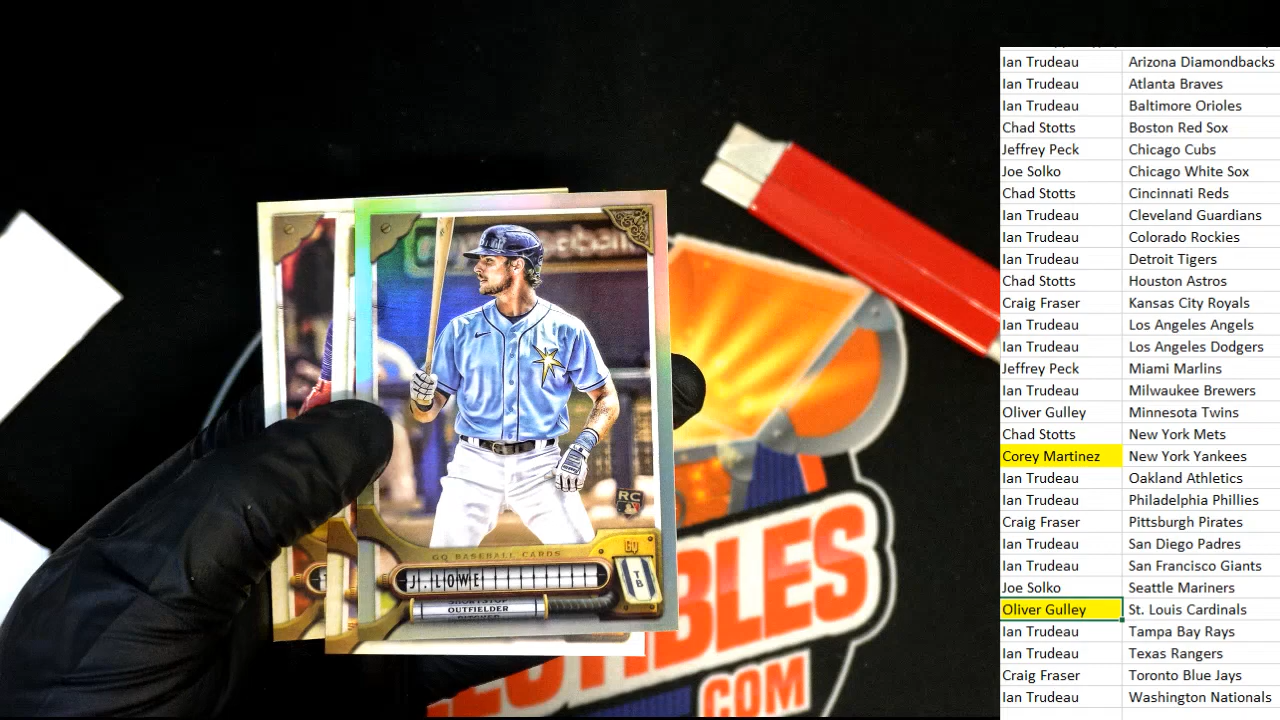 RC
GQ BASEBALL CARDS
GQ
J. LOWE
TB
SHORTSTOP
OUTFIELDER
PITCHER
IBLES
.COM
Ian Trudeau Arizona Diamondbacks
Ian Trudeau Atlanta Braves
Ian Trudeau Baltimore Orioles
Chad Stotts Boston Red Sox
Jeffrey Peck Chicago Cubs
Joe Solko Chicago White Sox
Chad Stotts Cincinnati Reds
Ian Trudeau Cleveland Guardians
Ian Trudeau Colorado Rockies
Ian Trudeau Detroit Tigers
Chad Stotts Houston Astros
Craig Fraser Kansas City Royals
Ian Trudeau Los Angeles Angels
Ian Trudeau Los Angeles Dodgers
Jeffrey Peck Miami Marlins
Ian Trudeau Milwaukee Brewers
Oliver Gulley Minnesota Twins
Chad Stotts New York Mets
Corey Martinez New York Yankees
Ian Trudeau Oakland Athletics
Ian Trudeau Philadelphia Phillies
Craig Fraser Pittsburgh Pirates
Ian Trudeau San Diego Padres
Ian Trudeau San Francisco Giants
Joe Solko Seattle Mariners
Oliver Gulley St. Louis Cardinals
Ian Trudeau Tampa Bay Rays
Ian Trudeau Texas Rangers
Craig Fraser Toronto Blue Jays
Ian Trudeau Washington Nationals